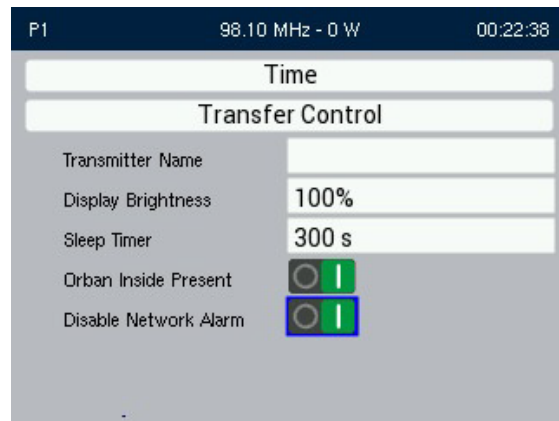 P1 98.10 MHz - 0 W 00:22:38
Time
Transfer Control
Transmitter Name
Display Brightness 100%
Sleep Timer 300 s
Orban Inside Present
Disable Network Alarm